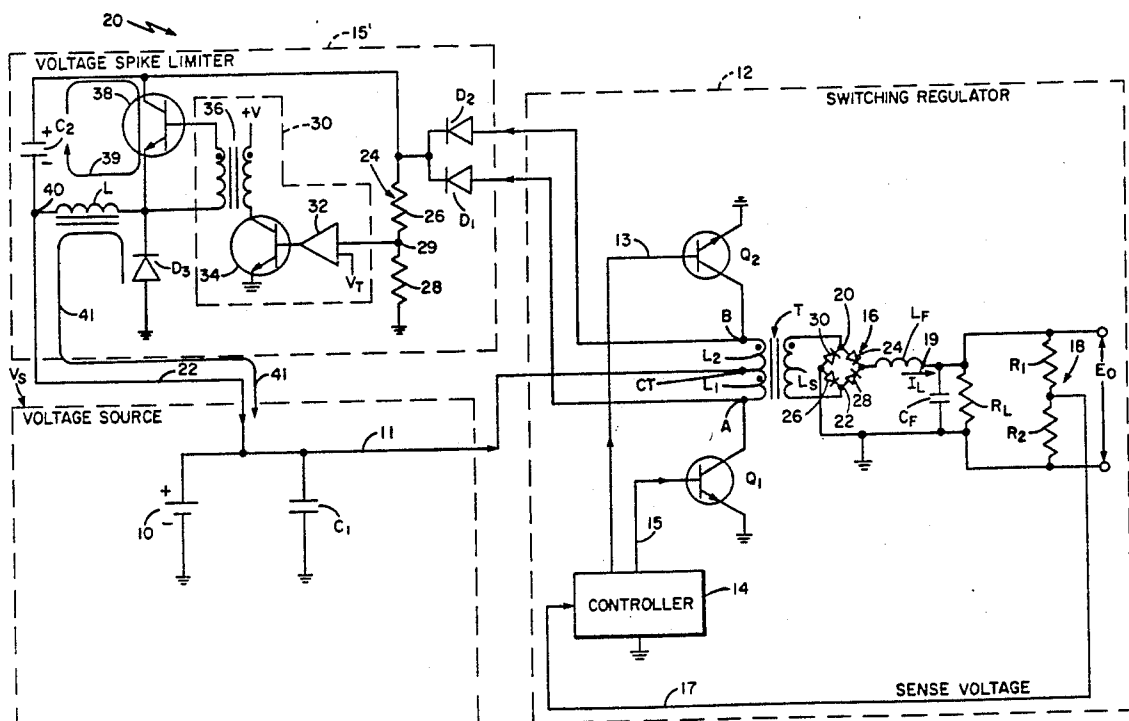 20
15'
VOLTAGE SPIKE LIMITER
38
C2
+
-
39
40
L
36
+V
30
24
26
29
28
32
34
VT
D3
D2
D1
41
22
41
VS
VOLTAGE SOURCE
11
+
10
-
C1
12
SWITCHING REGULATOR
13
Q2
B
T
L2
CT
L1
A
LS
30
20
16
24
26
22
28
LF
19
IL
CF
RL
R1
18
R2
E0
Q1
15
CONTROLLER
14
17
SENSE VOLTAGE